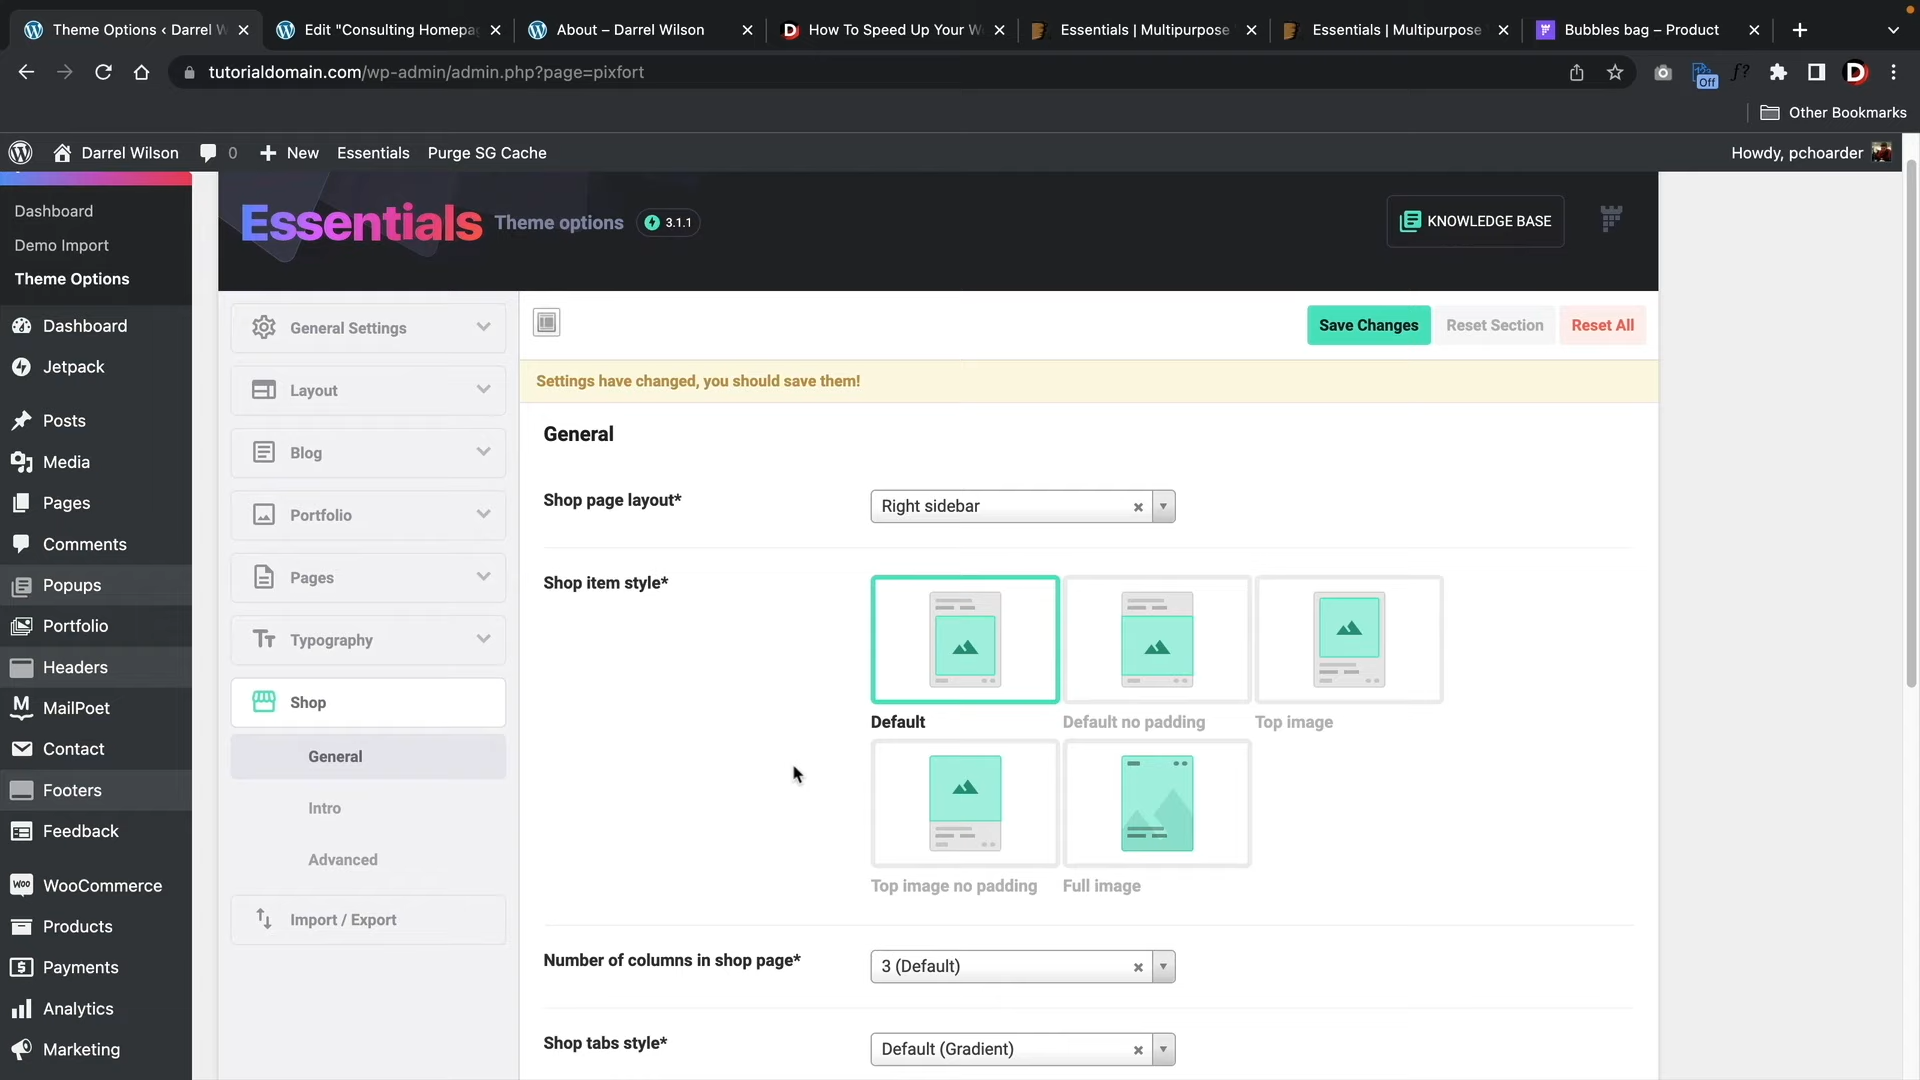 Theme Options ‹ Darrel W
Edit "Consulting Homepag
About – Darrel Wilson
How To Speed Up Your W
Essentials | Multipurpose
Essentials | Multipurpose
Bubbles bag – Product
tutorialdomain.com/wp-admin/admin.php?page=pixfort
Off
f?
Other Bookmarks
Darrel Wilson
0
New
Essentials
Purge SG Cache
Howdy, pchoarder
Dashboard
Demo Import
Theme Options
Dashboard
Jetpack
Posts
Media
Pages
Comments
Popups
Portfolio
Headers
MailPoet
Contact
Footers
Feedback
WooCommerce
Products
Payments
Analytics
Marketing
Essentials Theme options 3.1.1
KNOWLEDGE BASE
General Settings
Layout
Blog
Portfolio
Pages
Typography
Shop
General
Intro
Advanced
Import / Export
Save Changes
Reset Section
Reset All
Settings have changed, you should save them!
General
Shop page layout*
Right sidebar
Shop item style*
Default
Default no padding
Top image
Top image no padding
Full image
Number of columns in shop page*
3 (Default)
Shop tabs style*
Default (Gradient)